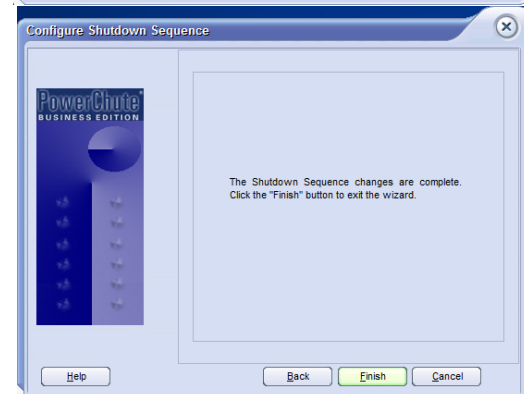 Configure Shutdown Sequence
PowerChute
BUSINESS EDITION
The Shutdown Sequence changes are complete.
Click the "Finish" button to exit the wizard.
Help
Back
Finish
Cancel